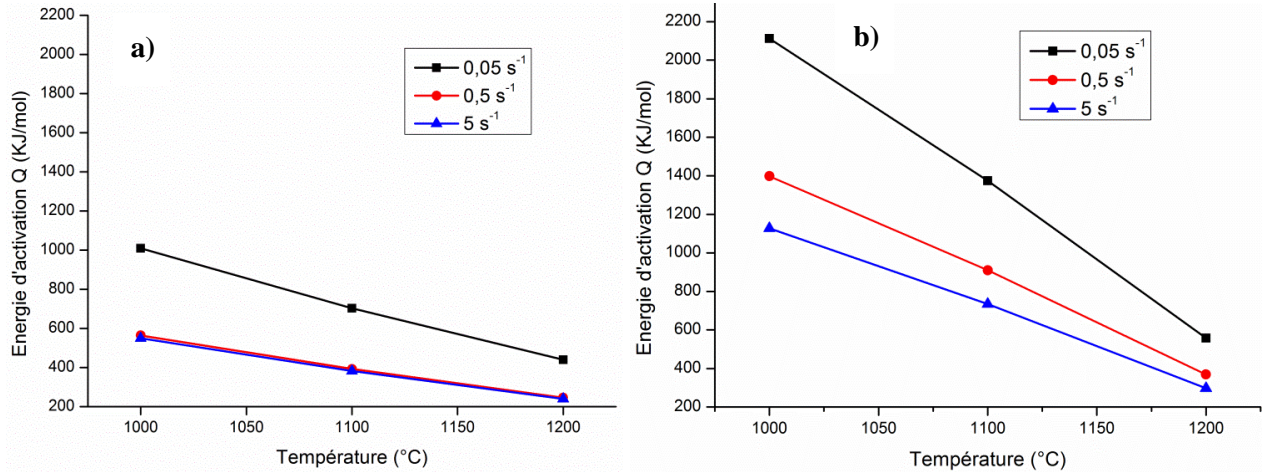 a)
0,05 s⁻¹
0,5 s⁻¹
5 s⁻¹
Energie d'activation Q (KJ/mol)
2200
2000
1800
1600
1400
1200
1000
800
600
400
200
1000
1050
1100
1150
1200
Température (°C)
b)
0,05 s⁻¹
0,5 s⁻¹
5 s⁻¹
Energie d'activation Q (KJ/mol)
2200
2000
1800
1600
1400
1200
1000
800
600
400
200
1000
1050
1100
1150
1200
Température (°C)